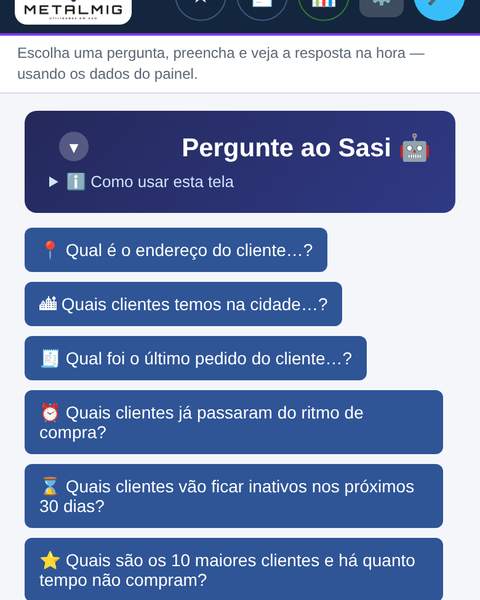 METALMIG
Escolha uma pergunta, preencha e veja a resposta na hora —
usando os dados do painel.
Pergunte ao Sasi 🤖
▶ ℹ️ Como usar esta tela
📍 Qual é o endereço do cliente…?
🏙 Quais clientes temos na cidade…?
🧾 Qual foi o último pedido do cliente…?
⏰ Quais clientes já passaram do ritmo de
compra?
⌛ Quais clientes vão ficar inativos nos próximos
30 dias?
⭐ Quais são os 10 maiores clientes e há quanto
tempo não compram?